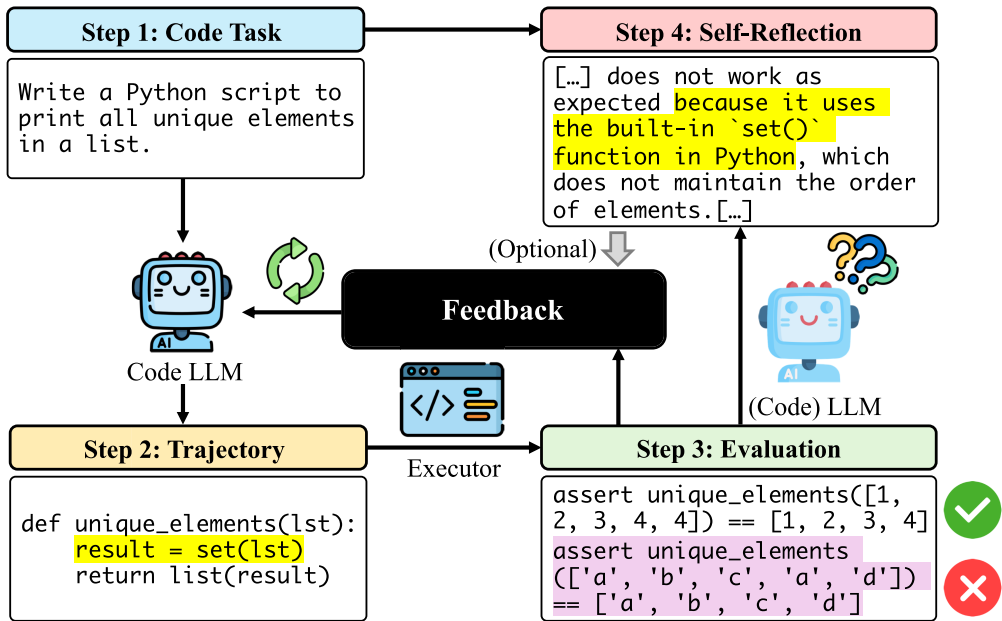 Step 1: Code Task
Write a Python script to
print all unique elements
in a list.
Step 4: Self-Reflection
[…] does not work as
expected because it uses
the built-in `set()`
function in Python, which
does not maintain the order
of elements.[…]
(Optional)
Feedback
AI
Code LLM
</>
Executor
AI
(Code) LLM
Step 2: Trajectory
def unique_elements(lst):
    result = set(lst)
    return list(result)
Step 3: Evaluation
assert unique_elements([1,
2, 3, 4, 4]) == [1, 2, 3, 4]
assert unique_elements
(['a', 'b', 'c', 'a', 'd'])
== ['a', 'b', 'c', 'd']